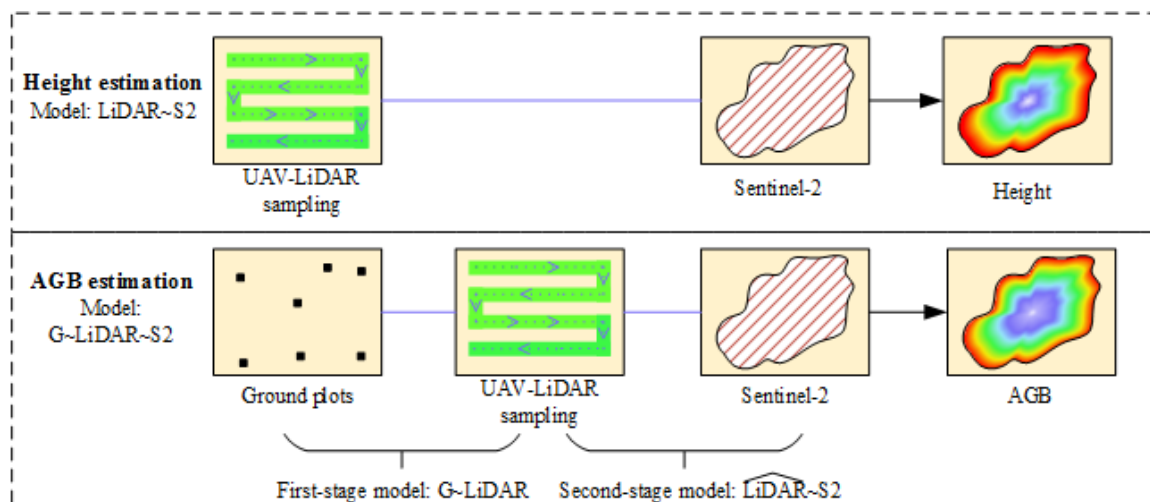 Height estimation
Model: LiDAR~S2
UAV-LiDAR
sampling
Sentinel-2
Height
AGB estimation
Model:
G~LiDAR~S2
Ground plots
UAV-LiDAR
sampling
Sentinel-2
AGB
First-stage model: G~LiDAR
Second-stage model: LiDAR~S2